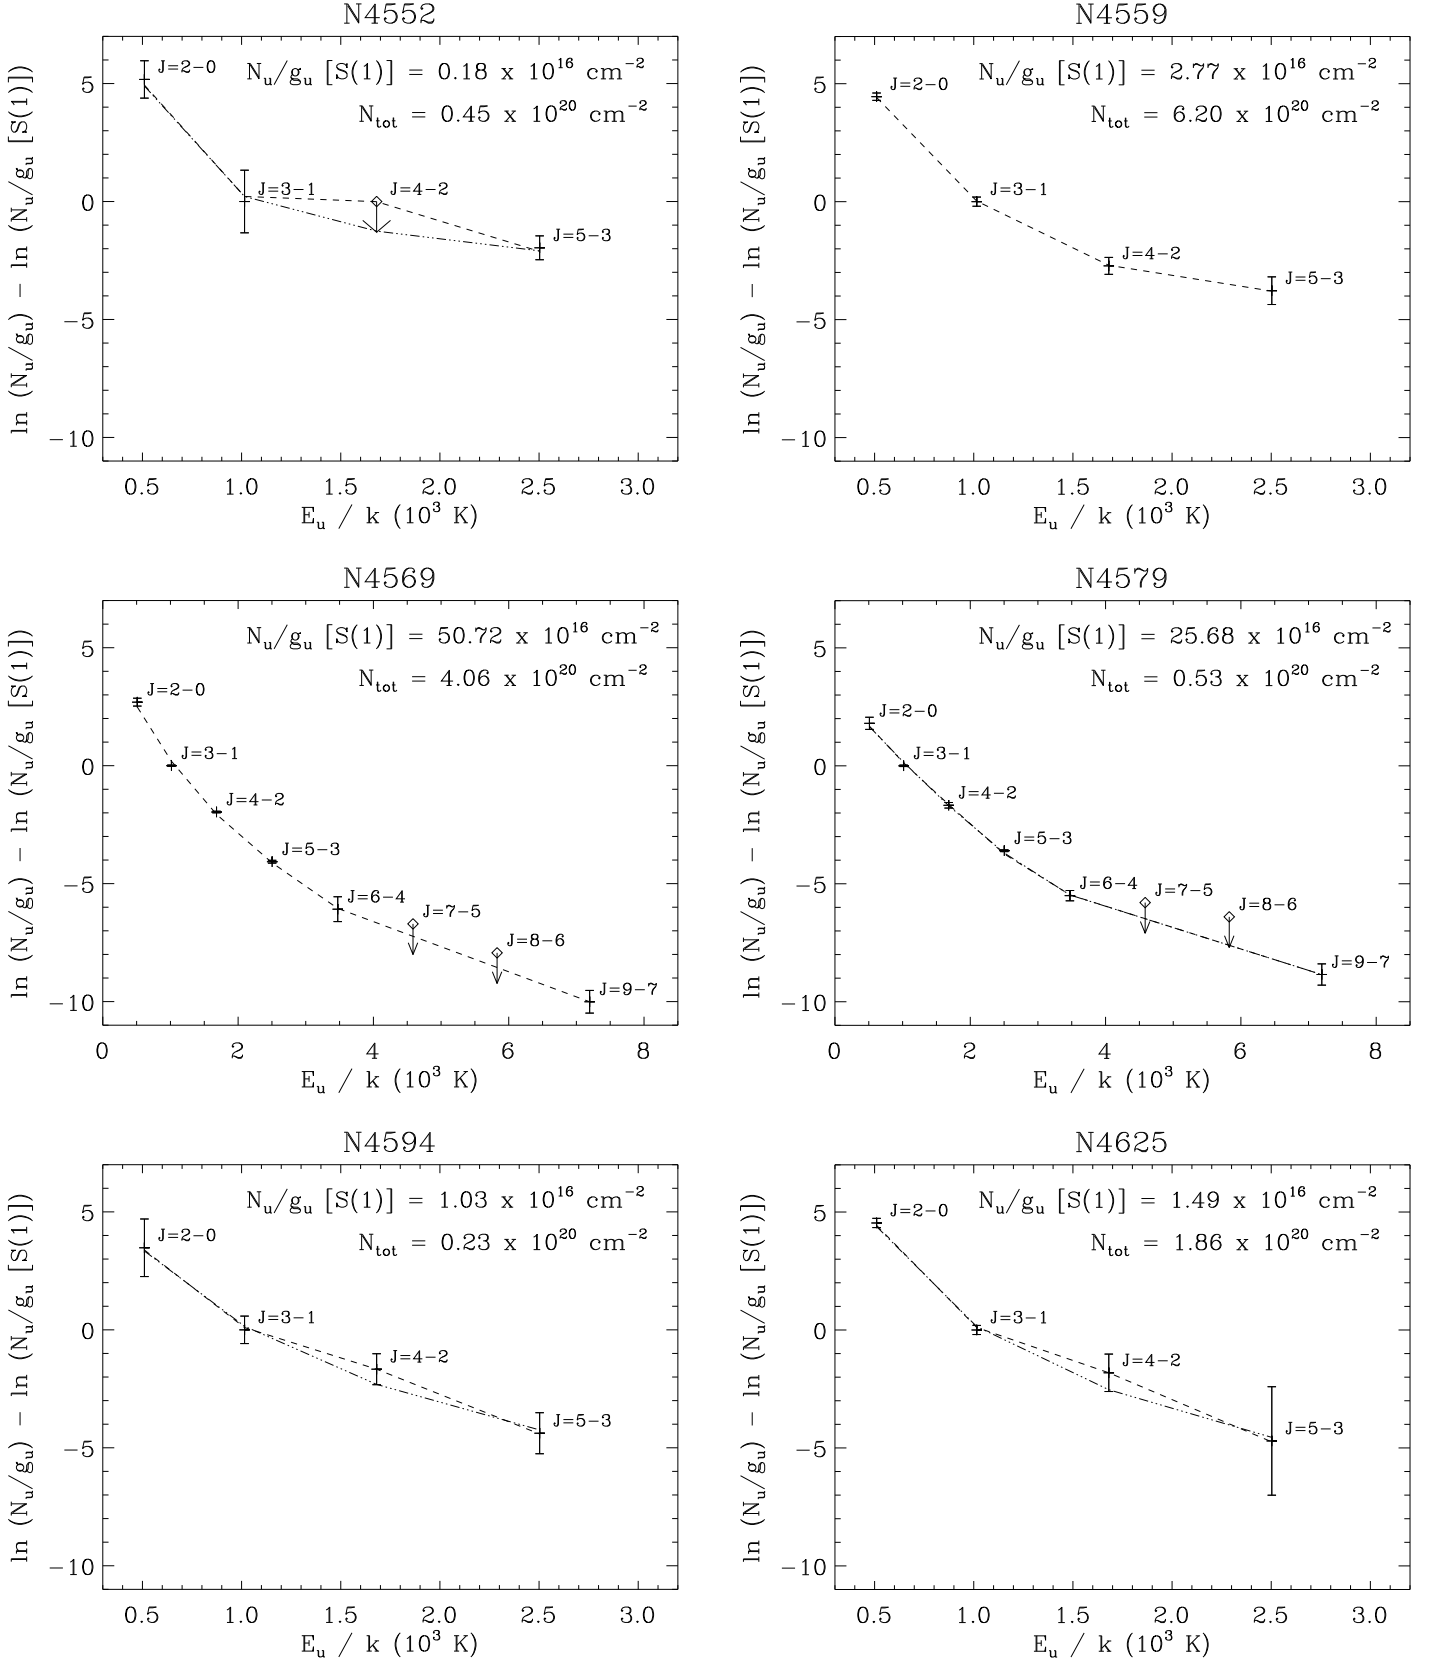 N4552
N_u/g_u [S(1)] = 0.18 x 10^16 cm^−2
N_tot = 0.45 x 10^20 cm^−2
J=2−0
J=3−1
J=4−2
J=5−3
5
0
−5
−10
ln (N_u/g_u) − ln (N_u/g_u [S(1)])
0.5 1.0 1.5 2.0 2.5 3.0
E_u / k (10^3 K)
N4559
N_u/g_u [S(1)] = 2.77 x 10^16 cm^−2
N_tot = 6.20 x 10^20 cm^−2
J=2−0
J=3−1
J=4−2
J=5−3
5
0
−5
−10
ln (N_u/g_u) − ln (N_u/g_u [S(1)])
0.5 1.0 1.5 2.0 2.5 3.0
E_u / k (10^3 K)
N4569
N_u/g_u [S(1)] = 50.72 x 10^16 cm^−2
N_tot = 4.06 x 10^20 cm^−2
J=2−0
J=3−1
J=4−2
J=5−3
J=6−4
J=7−5
J=8−6
J=9−7
5
0
−5
−10
ln (N_u/g_u) − ln (N_u/g_u [S(1)])
0 2 4 6 8
E_u / k (10^3 K)
N4579
N_u/g_u [S(1)] = 25.68 x 10^16 cm^−2
N_tot = 0.53 x 10^20 cm^−2
J=2−0
J=3−1
J=4−2
J=5−3
J=6−4
J=7−5
J=8−6
J=9−7
5
0
−5
−10
ln (N_u/g_u) − ln (N_u/g_u [S(1)])
0 2 4 6 8
E_u / k (10^3 K)
N4594
N_u/g_u [S(1)] = 1.03 x 10^16 cm^−2
N_tot = 0.23 x 10^20 cm^−2
J=2−0
J=3−1
J=4−2
J=5−3
5
0
−5
−10
ln (N_u/g_u) − ln (N_u/g_u [S(1)])
0.5 1.0 1.5 2.0 2.5 3.0
E_u / k (10^3 K)
N4625
N_u/g_u [S(1)] = 1.49 x 10^16 cm^−2
N_tot = 1.86 x 10^20 cm^−2
J=2−0
J=3−1
J=4−2
J=5−3
5
0
−5
−10
ln (N_u/g_u) − ln (N_u/g_u [S(1)])
0.5 1.0 1.5 2.0 2.5 3.0
E_u / k (10^3 K)